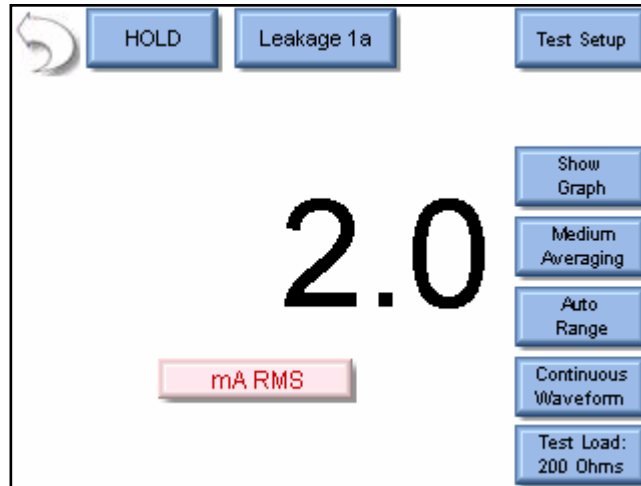 HOLD
Leakage 1a
Test Setup
Show
Graph
2.0
Medium
Averaging
Auto
Range
mA RMS
Continuous
Waveform
Test Load:
200 Ohms